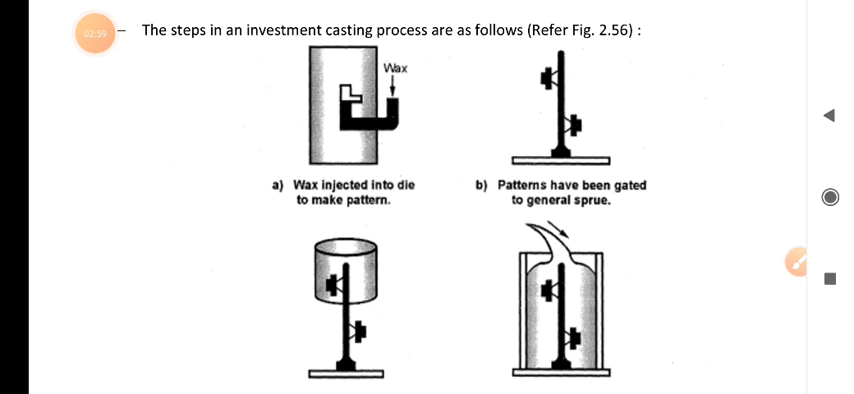 02:59
– The steps in an investment casting process are as follows (Refer Fig. 2.56) :
Wax
a) Wax injected into die
to make pattern.
b) Patterns have been gated
to general sprue.